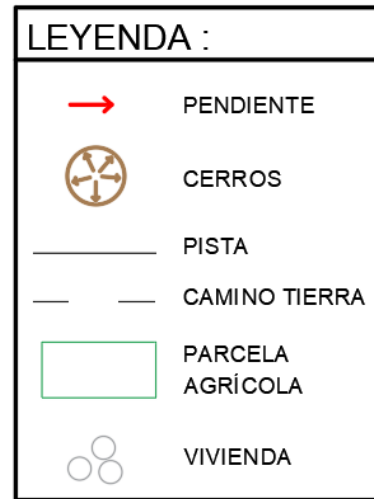 LEYENDA :
PENDIENTE
CERROS
PISTA
CAMINO TIERRA
PARCELA
AGRÍCOLA
VIVIENDA